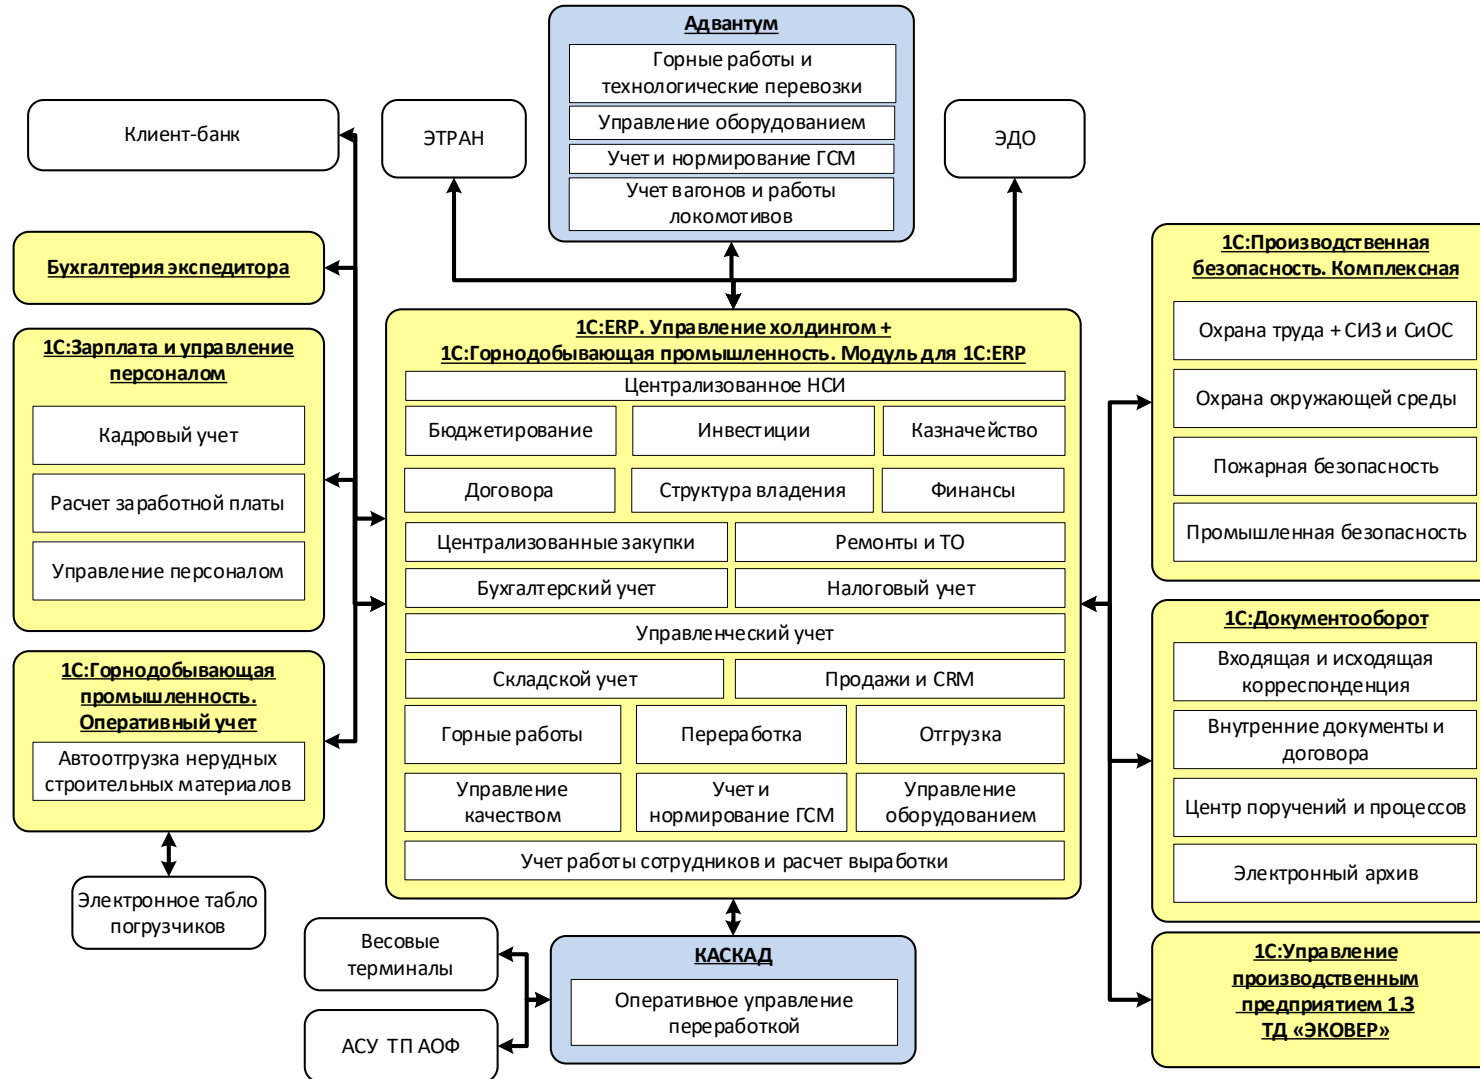 Адвантум
Горные работы и
технологические перевозки
Управление оборудованием
Учет и нормирование ГСМ
Учет вагонов и работы
локомотивов
Клиент-банк
ЭТРАН
ЭДО
Бухгалтерия экспедитора
1С:Зарплата и управление
персоналом
Кадровый учет
Расчет заработной платы
Управление персоналом
1С:Горнодобывающая
промышленность.
Оперативный учет
Автоотгрузка нерудных
строительных материалов
Электронное табло
погрузчиков
1С:ERP. Управление холдингом +
1С:Горнодобывающая промышленность. Модуль для 1С:ERP
Централизованное НСИ
Бюджетирование
Инвестиции
Казначейство
Договора
Структура владения
Финансы
Централизованные закупки
Ремонты и ТО
Бухгалтерский учет
Налоговый учет
Управленческий учет
Складской учет
Продажи и CRM
Горные работы
Переработка
Отгрузка
Управление
качеством
Учет и
нормирование ГСМ
Управление
оборудованием
Учет работы сотрудников и расчет выработки
Весовые
терминалы
АСУ ТП АОФ
КАСКАД
Оперативное управление
переработкой
1С:Производственная
безопасность. Комплексная
Охрана труда + СИЗ и СиОС
Охрана окружающей среды
Пожарная безопасность
Промышленная безопасность
1С:Документооборот
Входящая и исходящая
корреспонденция
Внутренние документы и
договора
Центр поручений и процессов
Электронный архив
1С:Управление
производственным
предприятием 1.3
ТД «ЭКОВЕР»